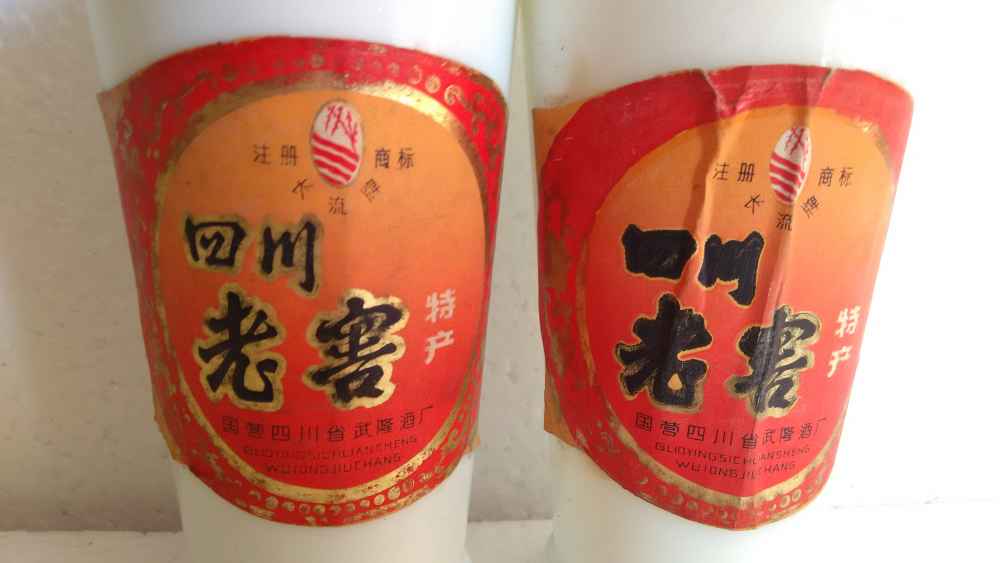 注册 商标
不流牌
四川
老窖
特产
国营四川省武隆酒厂
GUOYINGSICHUANSHENG
WULONGJIUCHANG
注册 商标
不流牌
四川
老窖
特产
国营四川省武隆酒厂
GUOYINGSICHUANSHENG
WULONGJIUCHANG